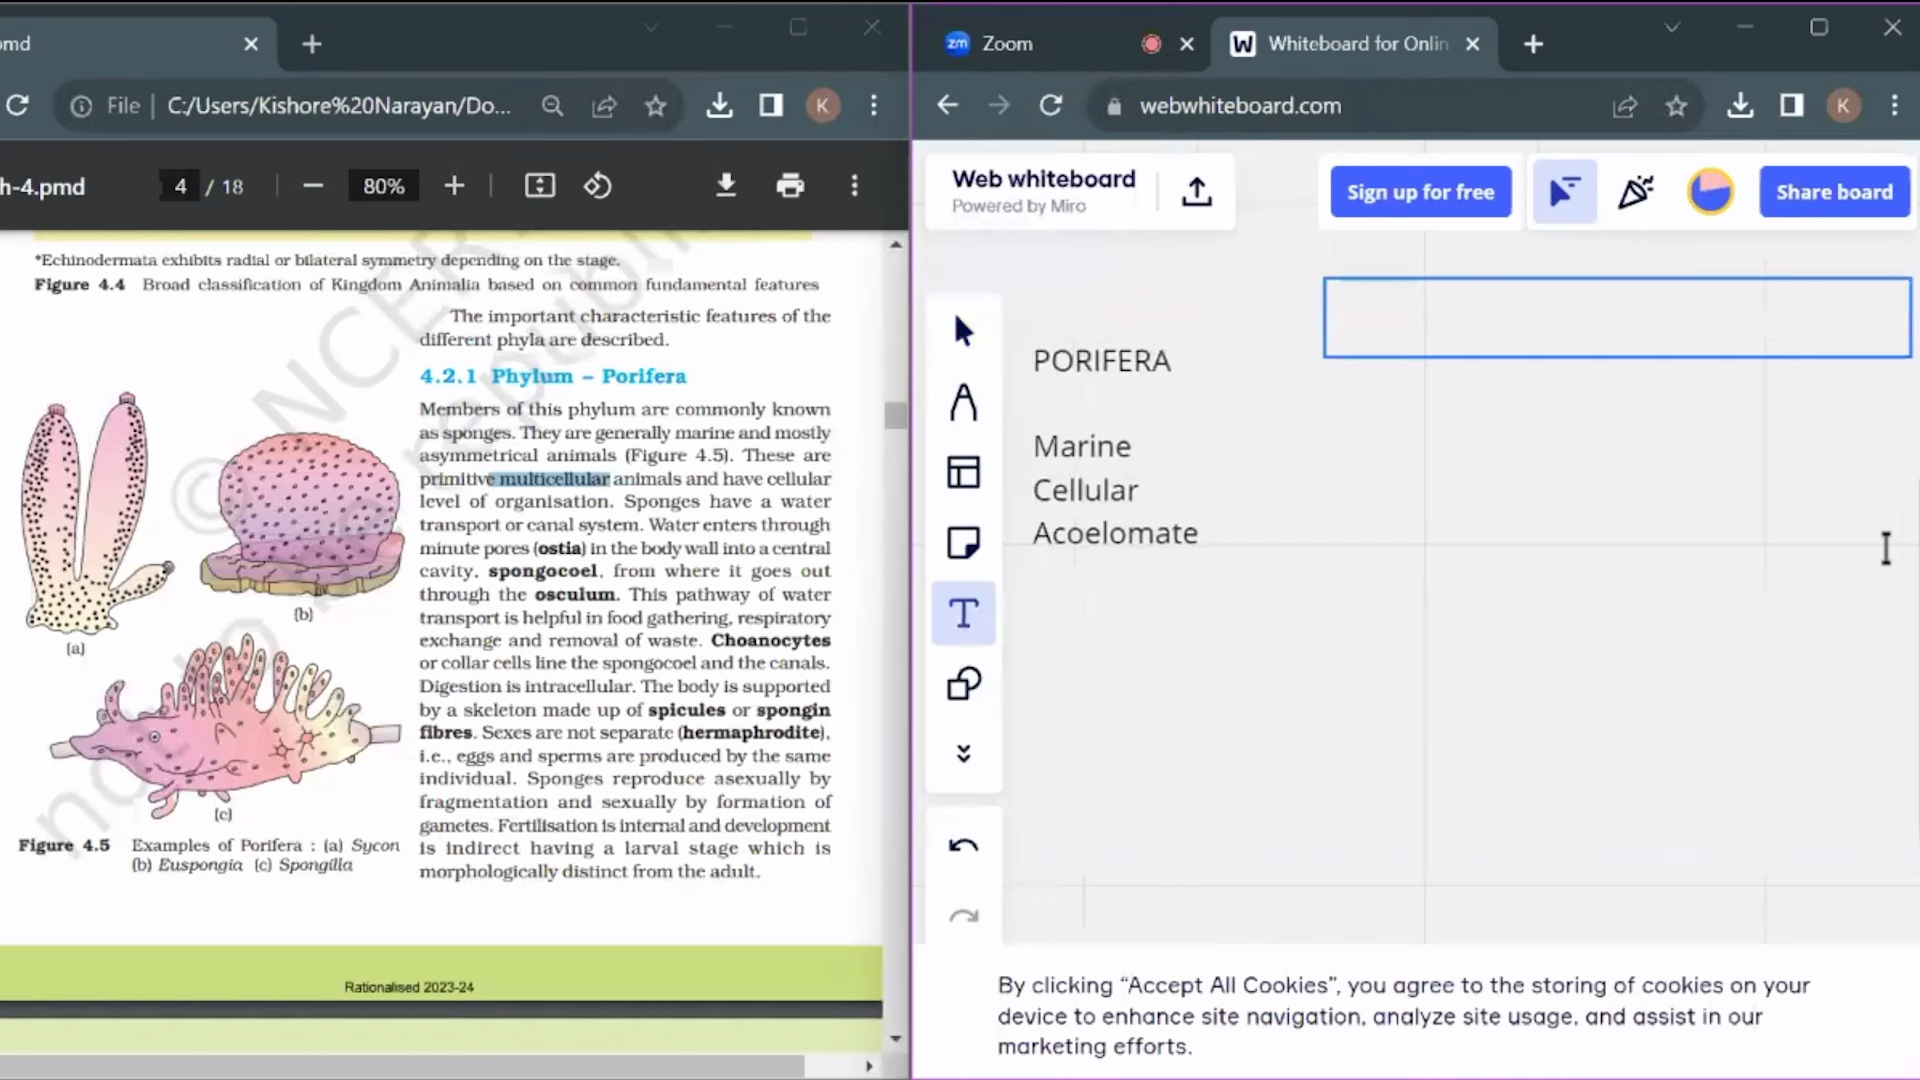 omd
Zoom
Whiteboard for Onlin
File
C:/Users/Kishore%20Narayan/Do...
K
webwhiteboard.com
K
h-4.pmd
4 / 18
80%
Web whiteboard
Powered by Miro
Sign up for free
Share board
*Echinodermata exhibits radial or bilateral symmetry depending on the stage.
Figure 4.4 Broad classification of Kingdom Animalia based on common fundamental features
The important characteristic features of the
different phyla are described.
4.2.1 Phylum – Porifera
Members of this phylum are commonly known
as sponges. They are generally marine and mostly
asymmetrical animals (Figure 4.5). These are
primitive multicellular animals and have cellular
level of organisation. Sponges have a water
transport or canal system. Water enters through
minute pores (ostia) in the body wall into a central
cavity, spongocoel, from where it goes out
through the osculum. This pathway of water
transport is helpful in food gathering, respiratory
exchange and removal of waste. Choanocytes
or collar cells line the spongocoel and the canals.
Digestion is intracellular. The body is supported
by a skeleton made up of spicules or spongin
fibres. Sexes are not separate (hermaphrodite),
i.e., eggs and sperms are produced by the same
individual. Sponges reproduce asexually by
fragmentation and sexually by formation of
gametes. Fertilisation is internal and development
is indirect having a larval stage which is
morphologically distinct from the adult.
(a)
(b)
(c)
Figure 4.5 Examples of Porifera : (a) Sycon
(b) Euspongia (c) Spongilla
Rationalised 2023-24
PORIFERA
Marine
Cellular
Acoelomate
By clicking “Accept All Cookies”, you agree to the storing of cookies on your
device to enhance site navigation, analyze site usage, and assist in our
marketing efforts.